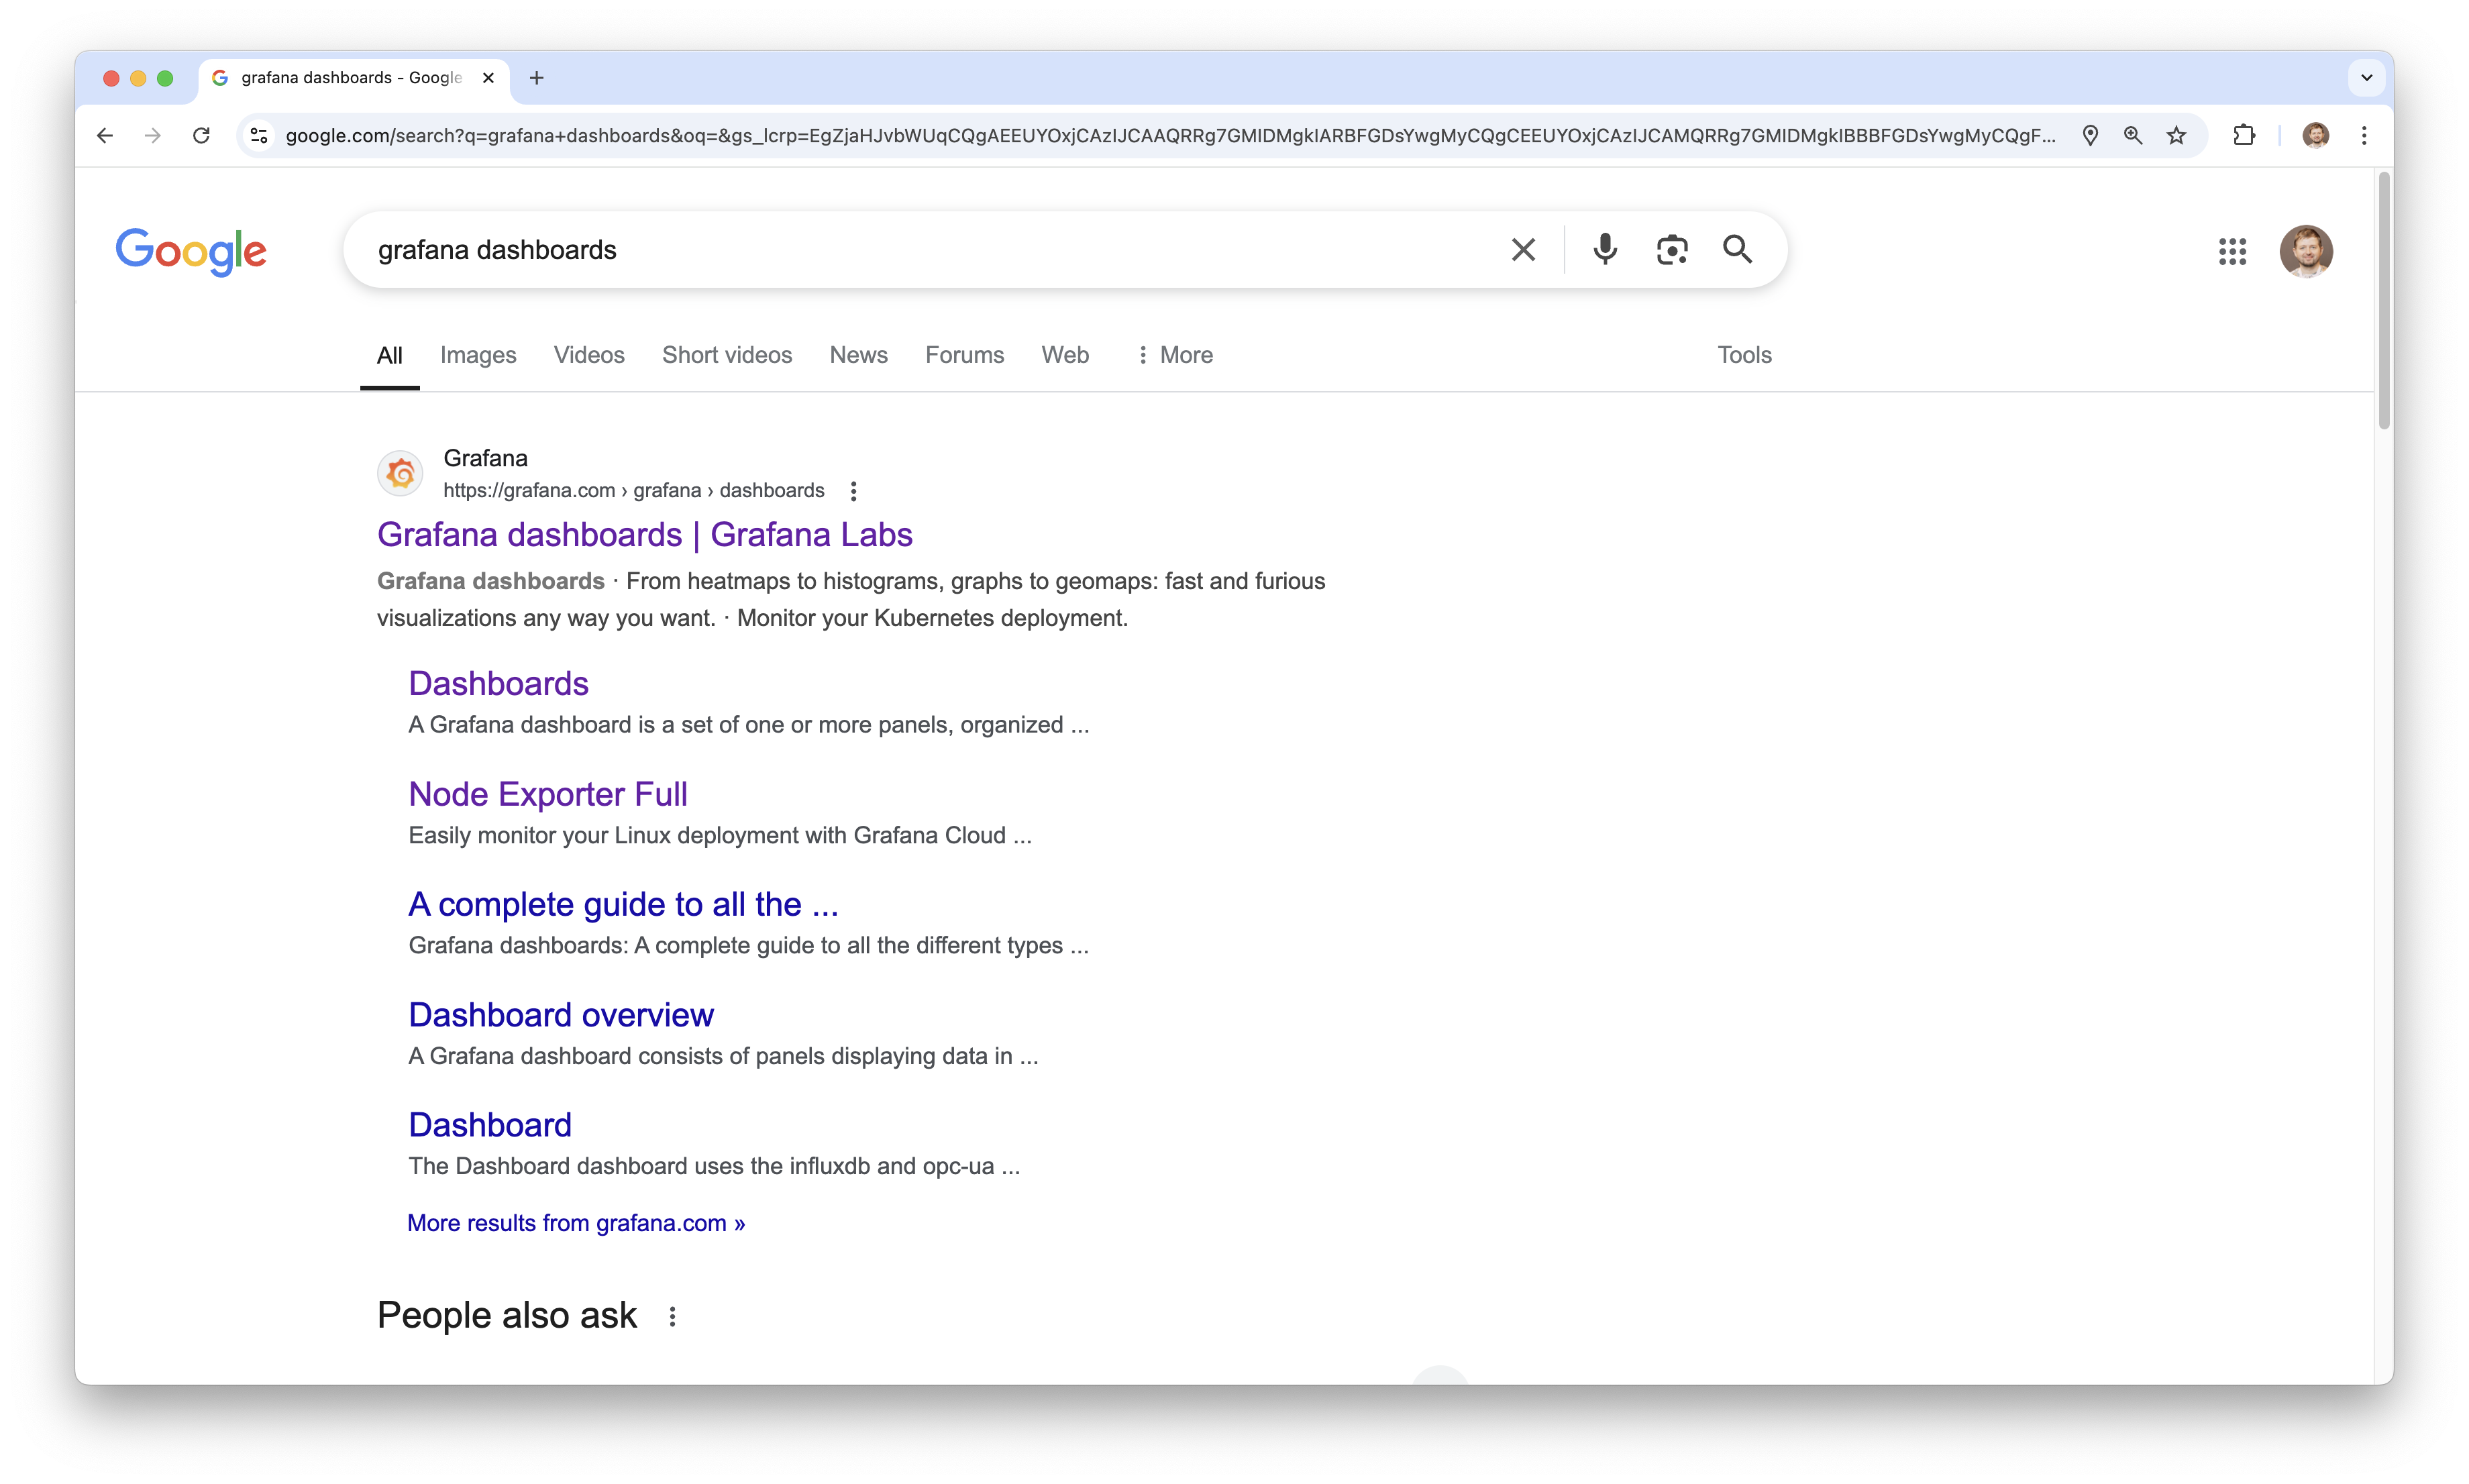 grafana dashboards - Google
google.com/search?q=grafana+dashboards&oq=&gs_lcrp=EgZjaHJvbWUqCQgAEEUYOxjCAzIJCAAQRRg7GMIDMgkIARBFGDsYwgMyCQgCEEUYOxjCAzIJCAMQRRg7GMIDMgkIBBBFGDsYwgMyCQgF...
Google
grafana dashboards
All Images Videos Short videos News Forums Web More Tools
Grafana
https://grafana.com › grafana › dashboards
Grafana dashboards | Grafana Labs
Grafana dashboards · From heatmaps to histograms, graphs to geomaps: fast and furious
visualizations any way you want. · Monitor your Kubernetes deployment.
Dashboards
A Grafana dashboard is a set of one or more panels, organized ...
Node Exporter Full
Easily monitor your Linux deployment with Grafana Cloud ...
A complete guide to all the ...
Grafana dashboards: A complete guide to all the different types ...
Dashboard overview
A Grafana dashboard consists of panels displaying data in ...
Dashboard
The Dashboard dashboard uses the influxdb and opc-ua ...
More results from grafana.com »
People also ask